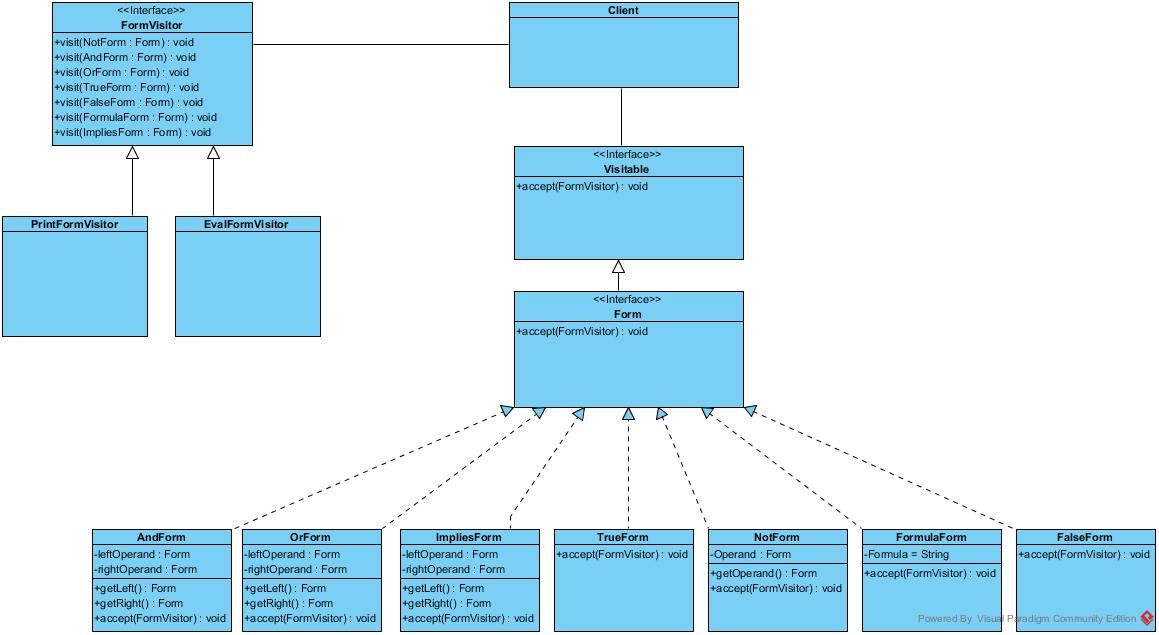 <<Interface>>
FormVisitor
+visit(NotForm : Form) : void
+visit(AndForm : Form) : void
+visit(OrForm : Form) : void
+visit(TrueForm : Form) : void
+visit(FalseForm : Form) : void
+visit(FormulaForm : Form) : void
+visit(ImpliesForm : Form) : void
Client
<<Interface>>
Visitable
+accept(FormVisitor) : void
PrintFormVisitor
EvalFormVisitor
<<Interface>>
Form
+accept(FormVisitor) : void
AndForm
-leftOperand : Form
-rightOperand : Form
+getLeft() : Form
+getRight() : Form
+accept(FormVisitor) : void
OrForm
-leftOperand : Form
-rightOperand : Form
+getLeft() : Form
+getRight() : Form
+accept(FormVisitor) : void
ImpliesForm
-leftOperand : Form
-rightOperand : Form
+getLeft() : Form
+getRight() : Form
+accept(FormVisitor) : void
TrueForm
+accept(FormVisitor) : void
NotForm
-Operand : Form
+getOperand() : Form
+accept(FormVisitor) : void
FormulaForm
-Formula = String
+accept(FormVisitor) : void
FalseForm
+accept(FormVisitor) : void
Powered By Visual Paradigm Community Edition